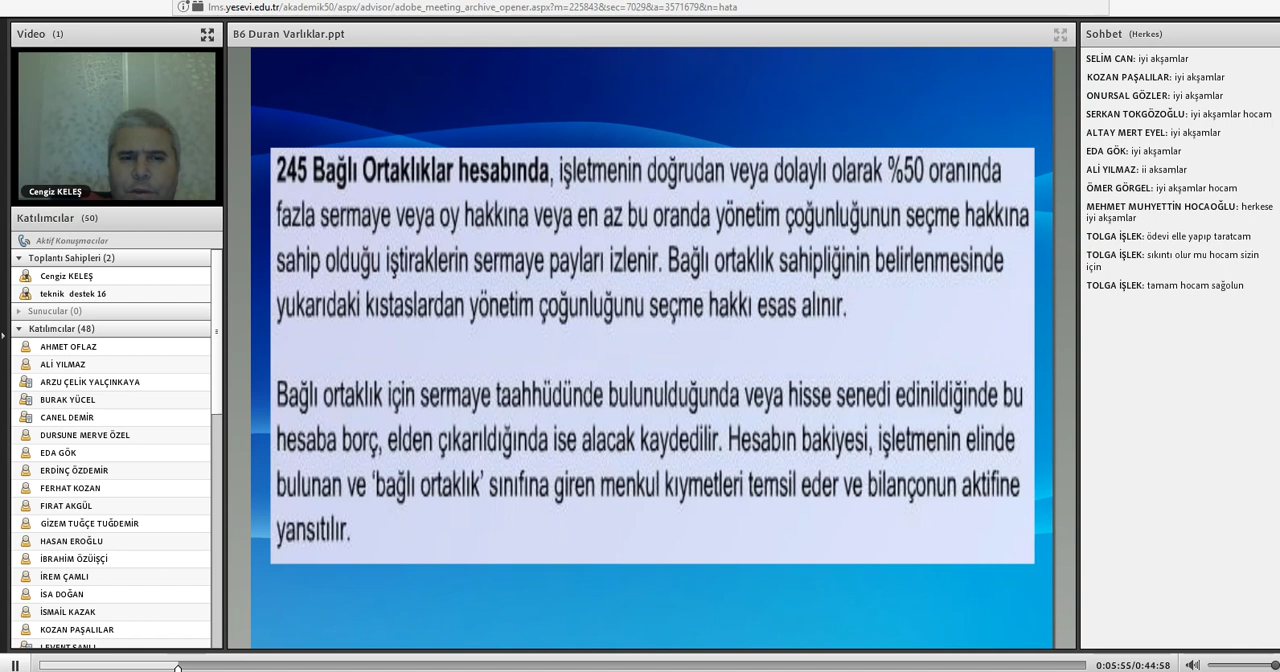 lms.yesevi.edu.tr/akademik50/aspx/advisor/adobe_meeting_archive_opener.aspx?m=225843&sec=7029&a=3571679&n=hata
Video (1)
Cengiz KELEŞ
Katılımcılar (50)
Aktif Konuşmacılar
Toplantı Sahipleri (2)
Cengiz KELEŞ
teknik destek 16
Sunucular (0)
Katılımcılar (48)
AHMET OFLAZ
ALİ YILMAZ
ARZU ÇELİK YALÇINKAYA
BURAK YÜCEL
CANEL DEMİR
DURSUNE MERVE ÖZEL
EDA GÖK
ERDİNÇ ÖZDEMİR
FERHAT KOZAN
FIRAT AKGÜL
GİZEM TUĞÇE TUĞDEMİR
HASAN EROĞLU
İBRAHİM ÖZÜİŞÇİ
İREM ÇAMLI
İSA DOĞAN
İSMAİL KAZAK
KOZAN PAŞALILAR
LEVENT SANLI
B6 Duran Varlıklar.ppt
245 Bağlı Ortaklıklar hesabında, işletmenin doğrudan veya dolaylı olarak %50 oranında
fazla sermaye veya oy hakkına veya en az bu oranda yönetim çoğunluğunun seçme hakkına
sahip olduğu iştiraklerin sermaye payları izlenir. Bağlı ortaklık sahipliğinin belirlenmesinde
yukarıdaki kıstaslardan yönetim çoğunluğunu seçme hakkı esas alınır.
Bağlı ortaklık için sermaye taahhüdünde bulunulduğunda veya hisse senedi edinildiğinde bu
hesaba borç, elden çıkarıldığında ise alacak kaydedilir. Hesabın bakiyesi, işletmenin elinde
bulunan ve ‘bağlı ortaklık’ sınıfına giren menkul kıymetleri temsil eder ve bilançonun aktifine
yansıtılır.
Sohbet (Herkes)
SELİM CAN: iyi akşamlar
KOZAN PAŞALILAR: iyi akşamlar
ONURSAL GÖZLER: iyi akşamlar
SERKAN TOKGÖZOĞLU: iyi akşamlar hocam
ALTAY MERT EYEL: iyi akşamlar
EDA GÖK: iyi akşamlar
ALİ YILMAZ: ii aksamlar
ÖMER GÖRGEL: iyi akşamlar hocam
MEHMET MUHYETTİN HOCAOĞLU: herkese
iyi akşamlar
TOLGA İŞLEK: ödevi elle yapıp taratcam
TOLGA İŞLEK: sıkıntı olur mu hocam sizin
için
TOLGA İŞLEK: tamam hocam sağolun
0:05:55/0:44:58